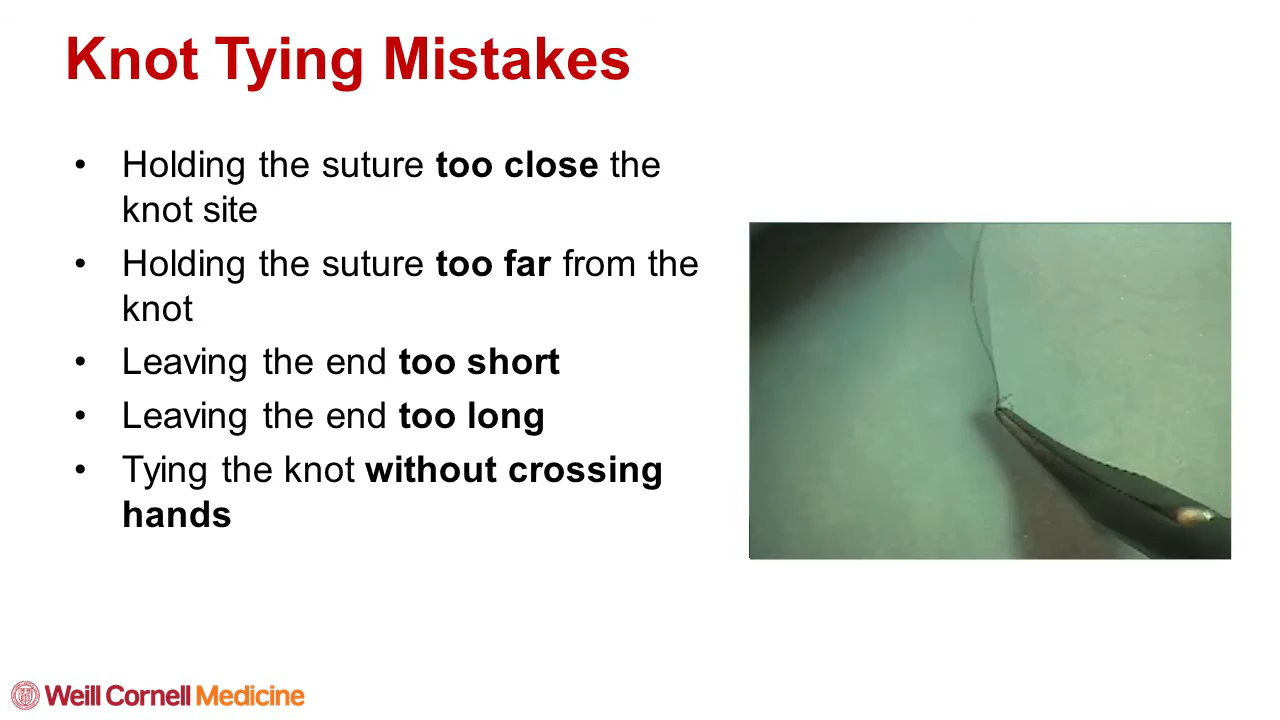 Knot Tying Mistakes
• Holding the suture too close the
knot site
• Holding the suture too far from the
knot
• Leaving the end too short
• Leaving the end too long
• Tying the knot without crossing
hands
Weill Cornell Medicine